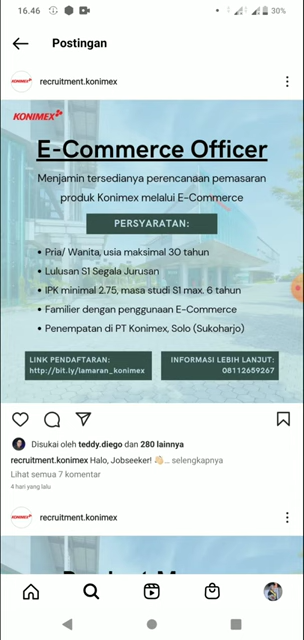 16.46
30%
Postingan
KONIMEX
recruitment.konimex
KONIMEX
E-Commerce Officer
Menjamin tersedianya perencanaan pemasaran
produk Konimex melalui E-Commerce
PERSYARATAN:
• Pria/ Wanita, usia maksimal 30 tahun
• Lulusan S1 Segala Jurusan
• IPK minimal 2.75, masa studi S1 max. 6 tahun
• Familier dengan penggunaan E-Commerce
• Penempatan di PT Konimex, Solo (Sukoharjo)
LINK PENDAFTARAN:
http://bit.ly/lamaran_konimex
INFORMASI LEBIH LANJUT:
08112659267
Disukai oleh teddy.diego dan 280 lainnya
recruitment.konimex Halo, Jobseeker! 👋🏻... selengkapnya
Lihat semua 7 komentar
4 hari yang lalu
KONIMEX
recruitment.konimex